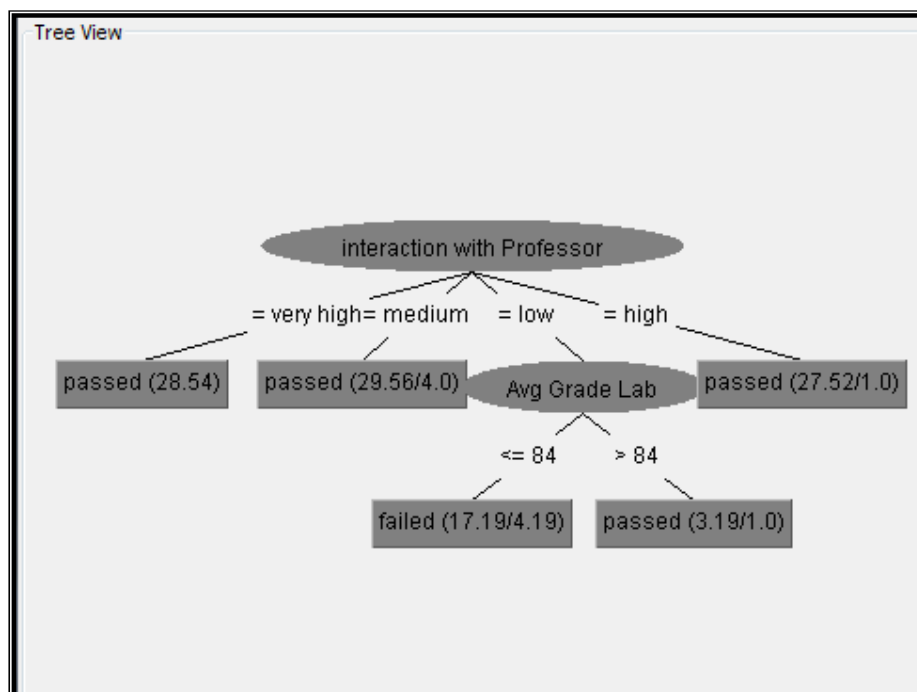 Tree View
interaction with Professor
= very high= medium = low = high
passed (28.54) passed (29.56/4.0) Avg Grade Lab passed (27.52/1.0)
<= 84 > 84
failed (17.19/4.19) passed (3.19/1.0)